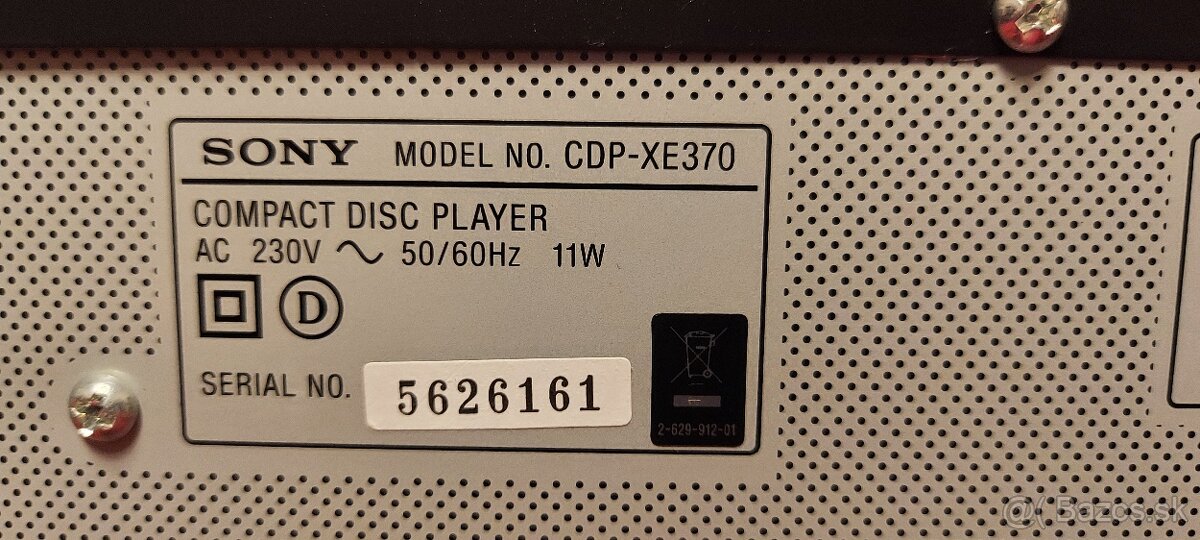 SONY MODEL NO. CDP-XE370
COMPACT DISC PLAYER
AC 230V ~ 50/60Hz 11W
D
SERIAL NO. 5626161
2-629-912-01
@( Bazos.sk